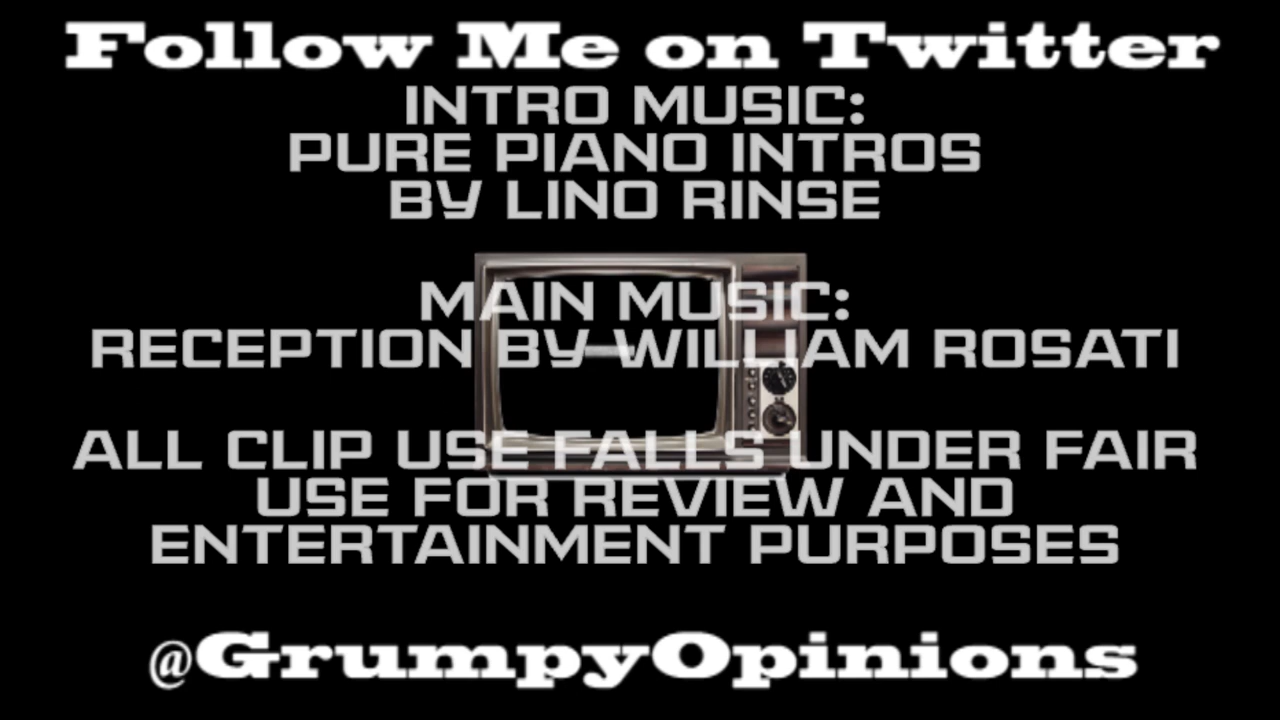 Follow Me on Twitter
INTRO MUSIC:
PURE PIANO INTROS
BY LINO RINSE
MAIN MUSIC:
RECEPTION BY WILLIAM ROSATI
ALL CLIP USE FALLS UNDER FAIR
USE FOR REVIEW AND
ENTERTAINMENT PURPOSES
@GrumpyOpinions